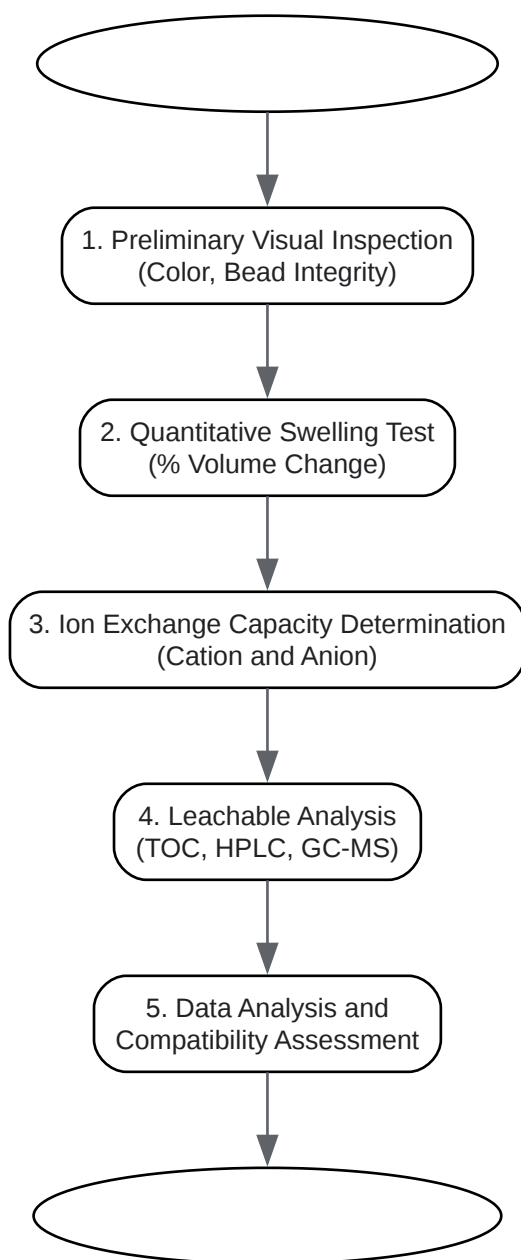 1. Preliminary Visual Inspection
(Color, Bead Integrity)
2. Quantitative Swelling Test
(% Volume Change)
3. Ion Exchange Capacity Determination
(Cation and Anion)
4. Leachable Analysis
(TOC, HPLC, GC-MS)
5. Data Analysis and
Compatibility Assessment